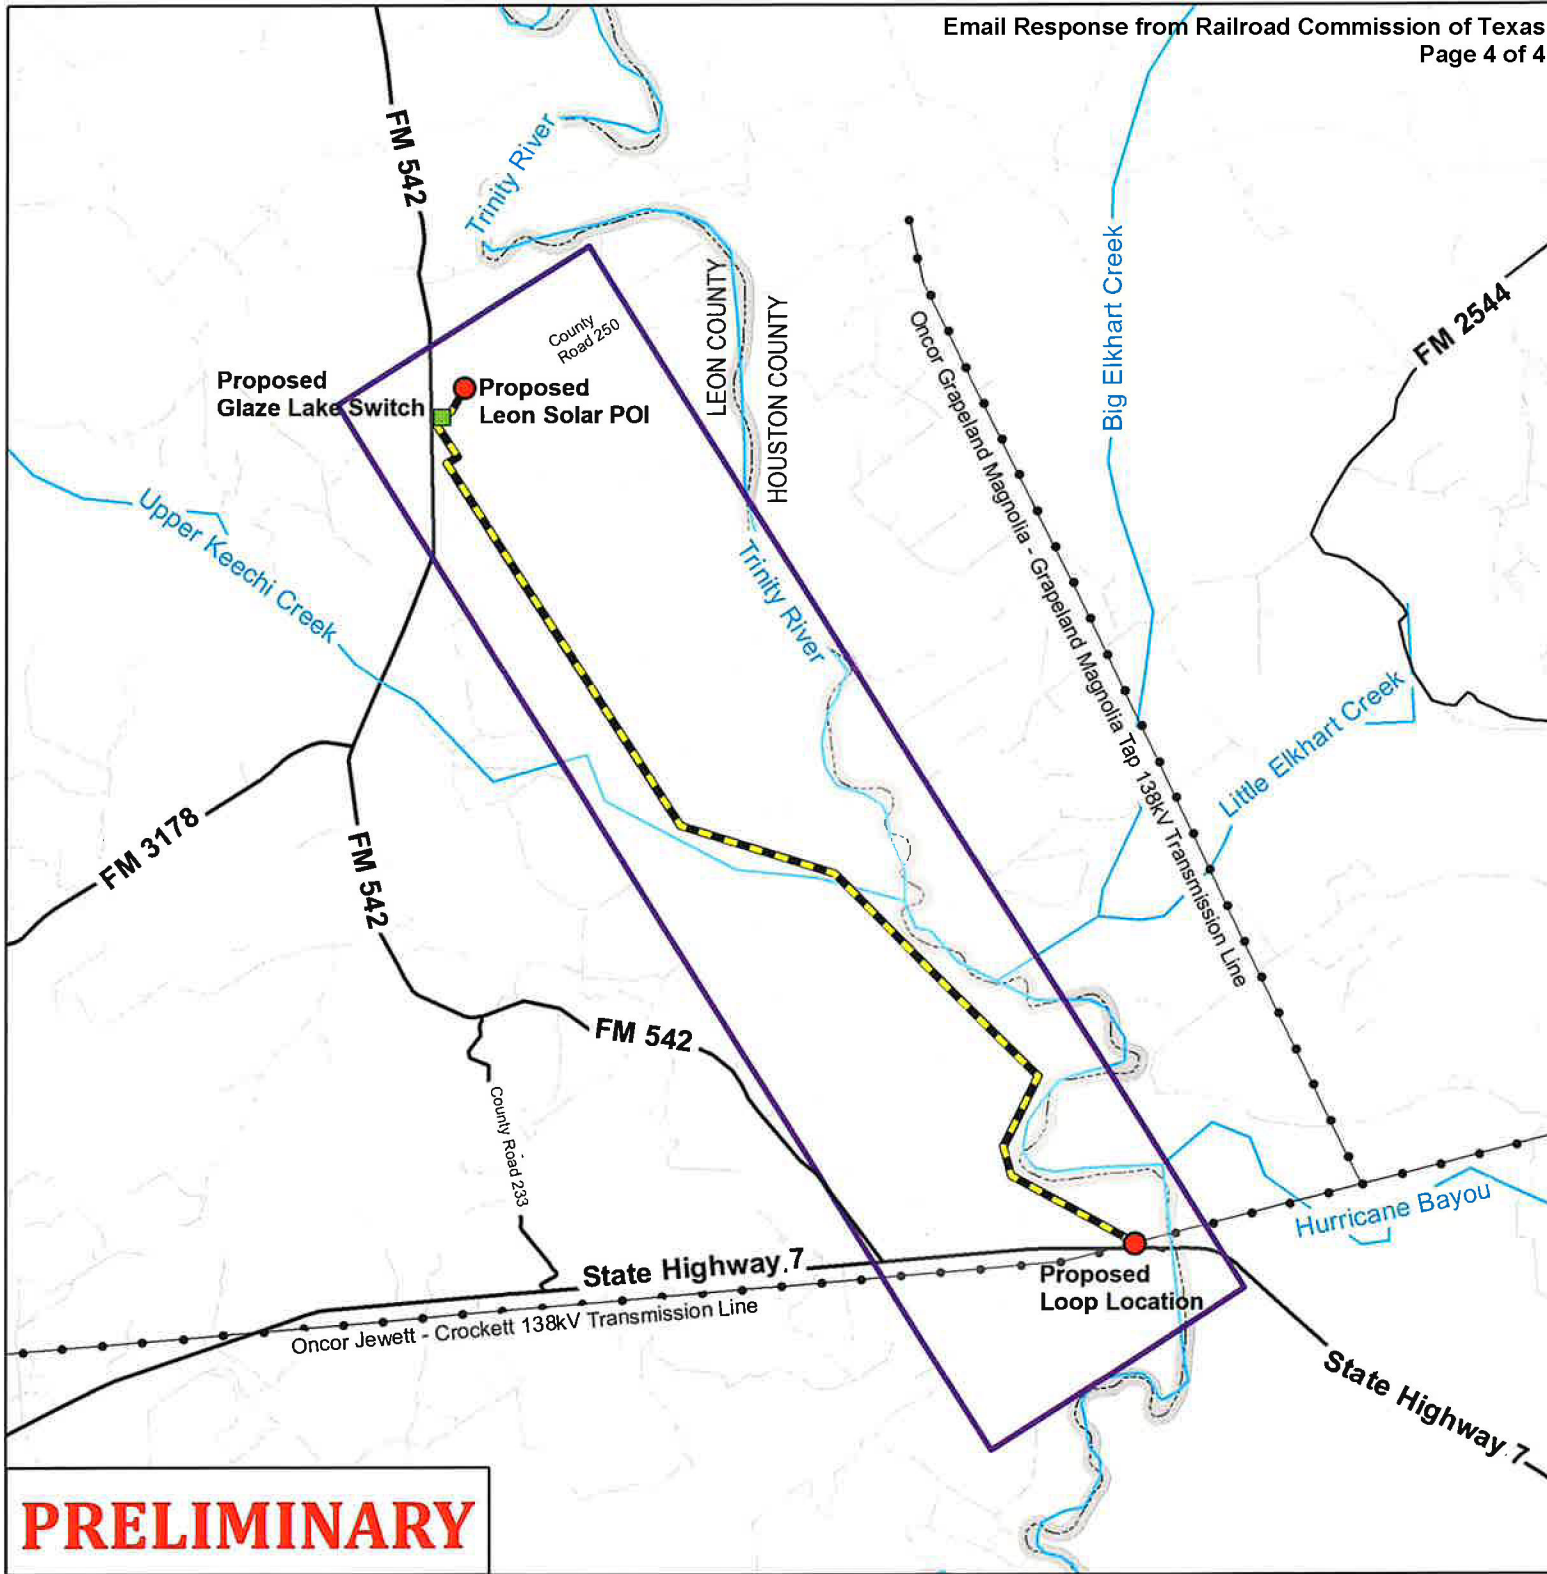 Email Response from Railroad Commission of Texas
Page 4 of 4
FM 542
Trinity River
Big Elkhart Creek
LEON COUNTY
HOUSTON COUNTY
County
Road 250
FM 2544
Oncor Grapeland Magnolia - Grapeland Magnolia Tap 138kV Transmission Line
Proposed
Glaze Lake Switch
Proposed
Leon Solar POI
Upper Keechi Creek
Trinity River
Little Elkhart Creek
FM 3178
FM 542
FM 542
County Road 233
Hurricane Bayou
State Highway 7
Oncor Jewett - Crockett 138kV Transmission Line
Proposed
Loop Location
State Highway 7
PRELIMINARY